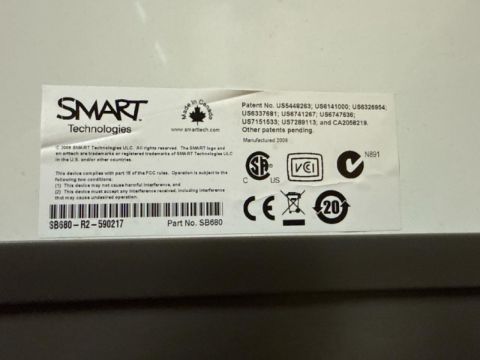 SMART
Technologies
Made in Canada
www.smarttech.com
© 2008 SMART Technologies ULC. All rights reserved. The SMART logo and
are trademarks or registered trademarks of SMART Technologies ULC
in the U.S. and/or other countries.
This device complies with part 15 of the FCC rules. Operation is subject to the
following two conditions:
(1) This device may not cause harmful interference, and
(2) This device must accept any interference received, including interference
that may cause undesired operation.
SB680-R2-590217
Part No. SB680
Patent No. US5448263; US6141000; US6326954;
US6337681; US6741267; US6747636;
US7151533; US7289113; and CA2058219.
Other patents pending.
Manufactured 2008
C US
VCI
N891
CE
20